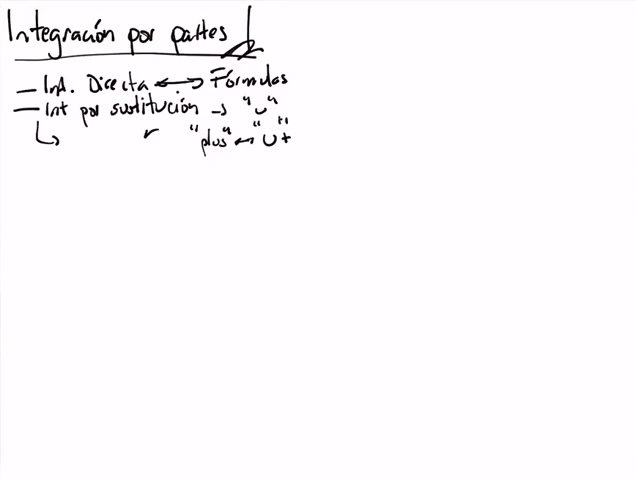 Integración por partes
— Int. Directa ↔ Fórmulas
— Int por sustitución → "u"
↳ "plus" ↔ "u+"